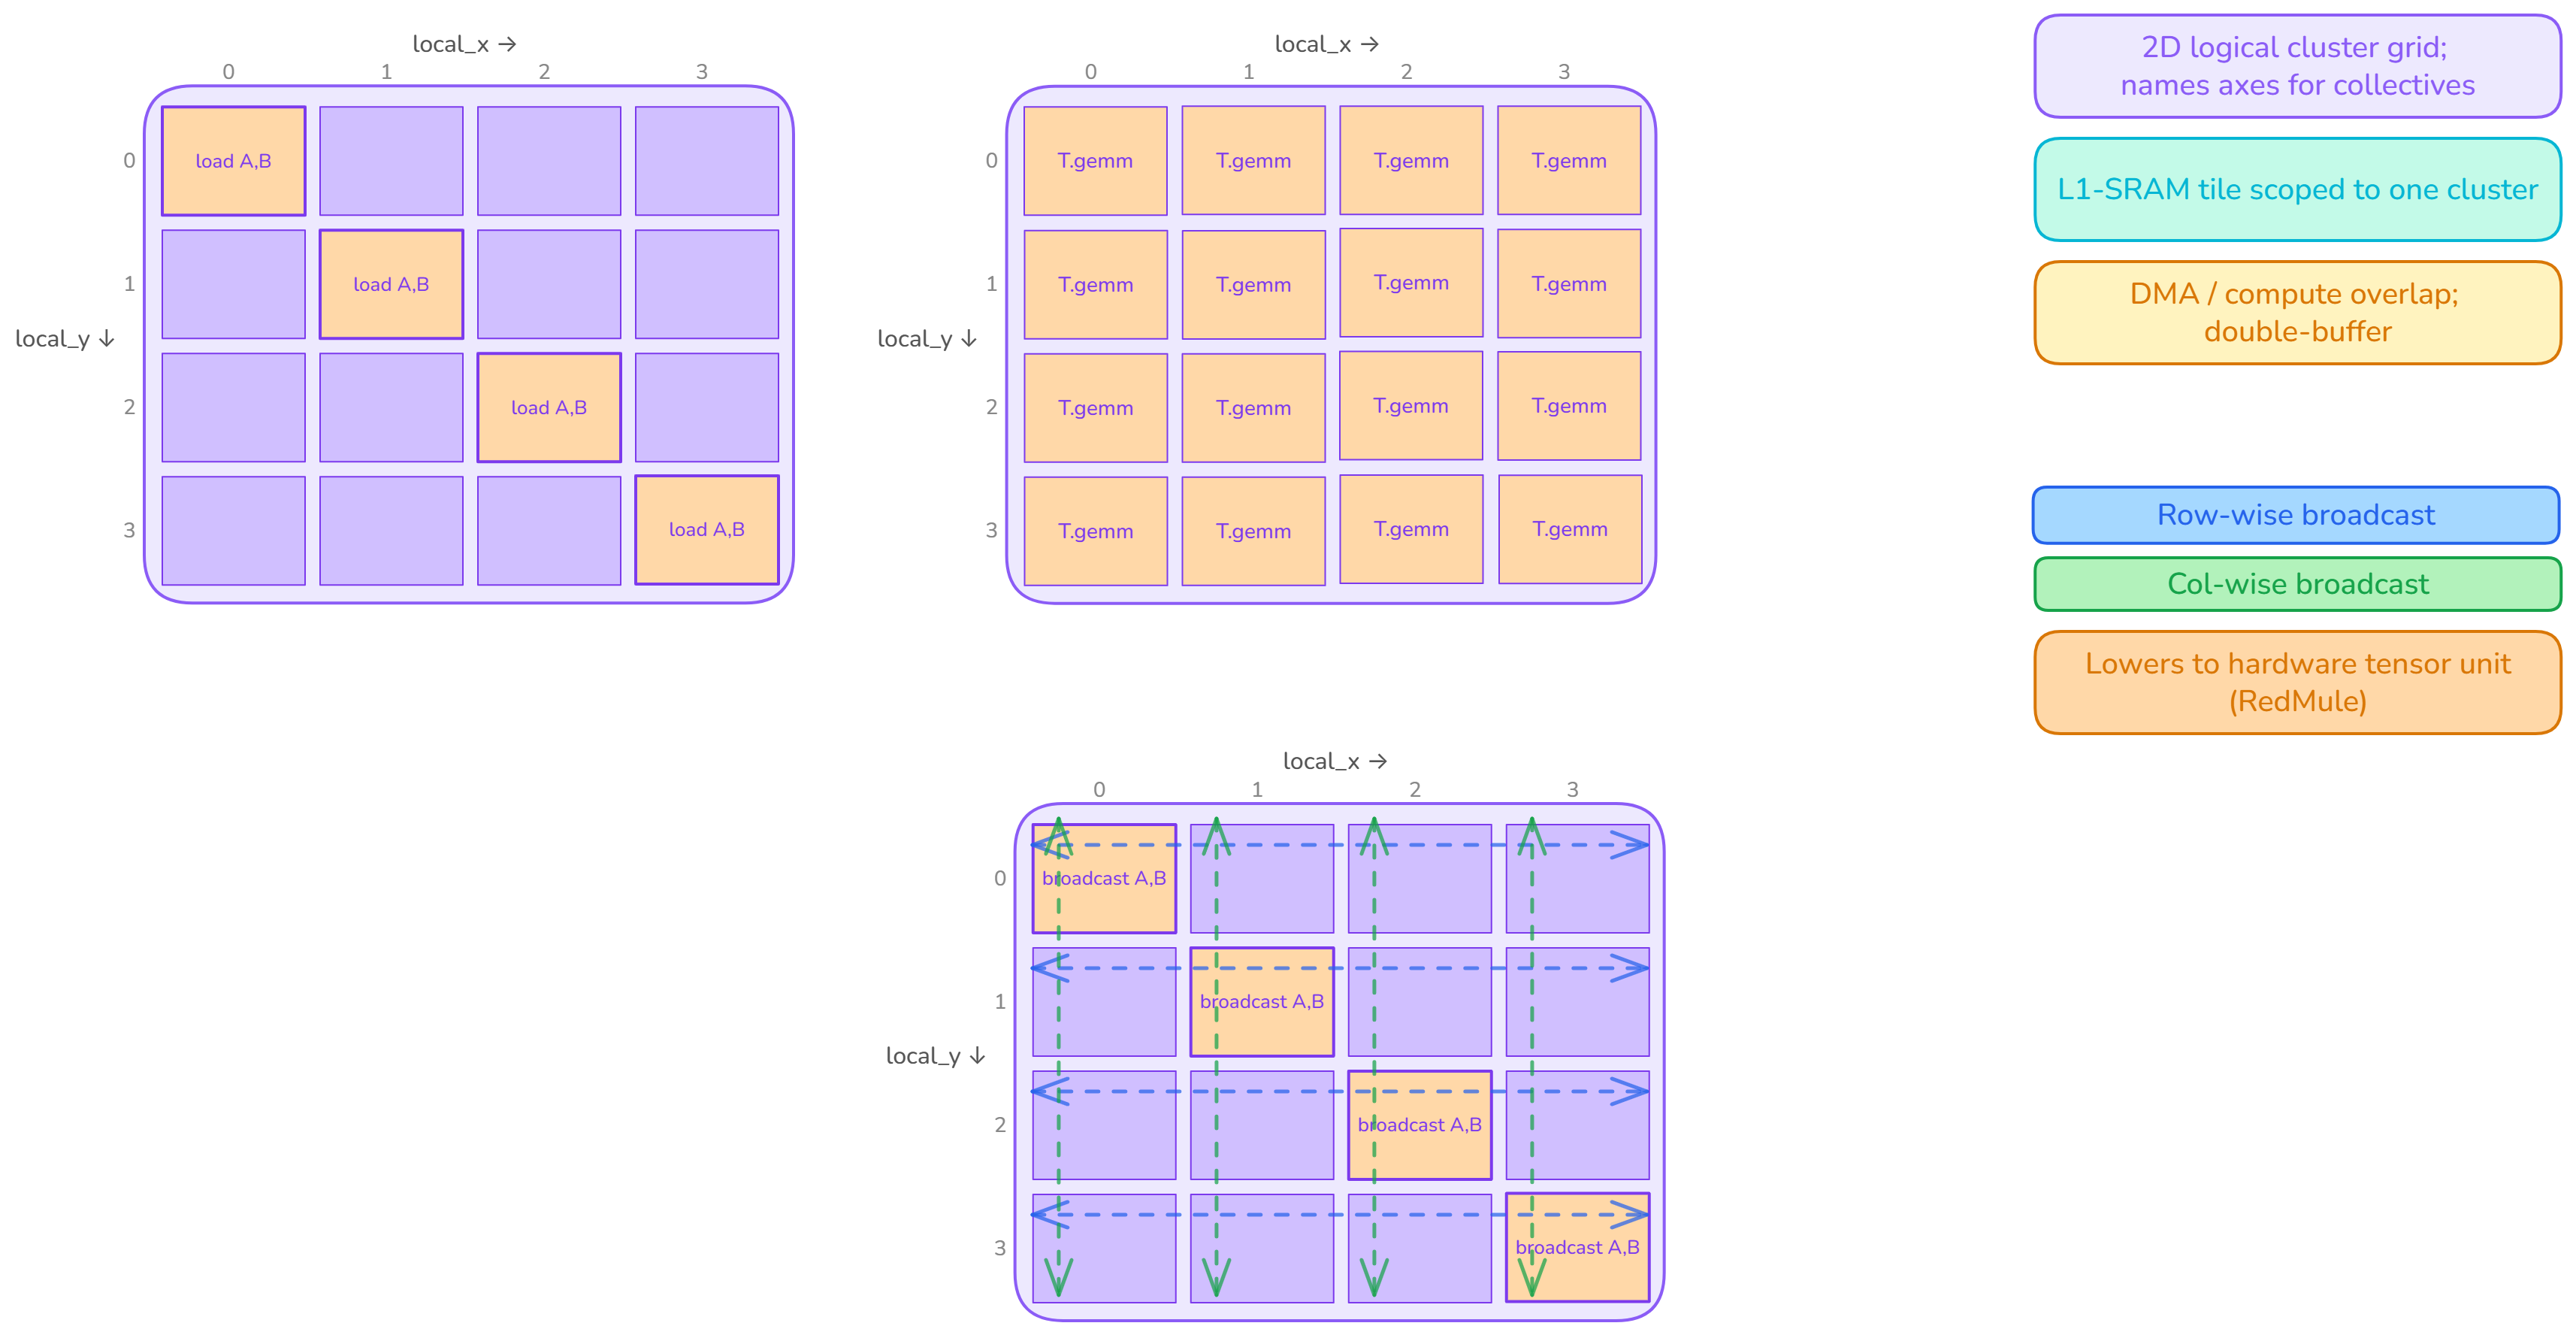 local_x →
0 1 2 3
0
load A,B
1
load A,B
local_y ↓
2
load A,B
3
load A,B
local_x →
0 1 2 3
0
T.gemm T.gemm T.gemm T.gemm
1
T.gemm T.gemm T.gemm T.gemm
local_y ↓
2
T.gemm T.gemm T.gemm T.gemm
3
T.gemm T.gemm T.gemm T.gemm
2D logical cluster grid;
names axes for collectives
L1-SRAM tile scoped to one cluster
DMA / compute overlap;
double-buffer
Row-wise broadcast
Col-wise broadcast
Lowers to hardware tensor unit
(RedMule)
local_x →
0 1 2 3
0
broadcast A,B
1
broadcast A,B
local_y ↓
2
broadcast A,B
3
broadcast A,B